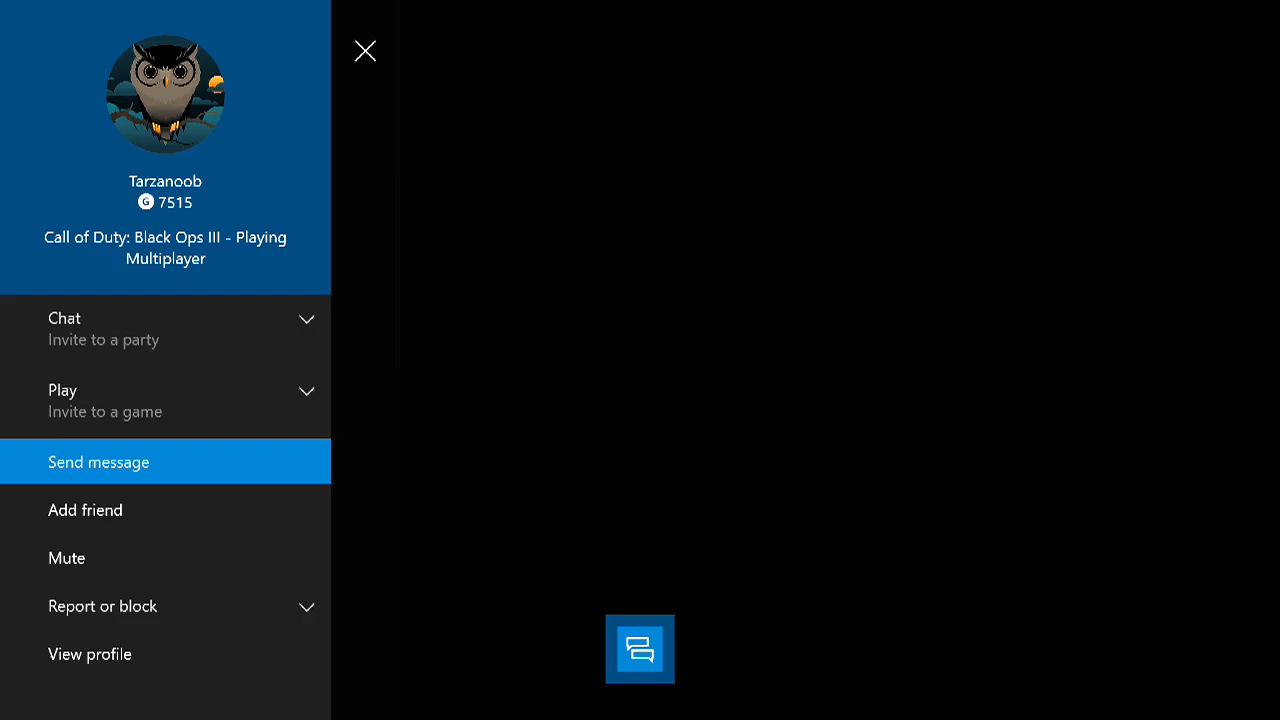 Tarzanoob
G 7515
Call of Duty: Black Ops III - Playing
Multiplayer
Chat
Invite to a party
Play
Invite to a game
Send message
Add friend
Mute
Report or block
View profile